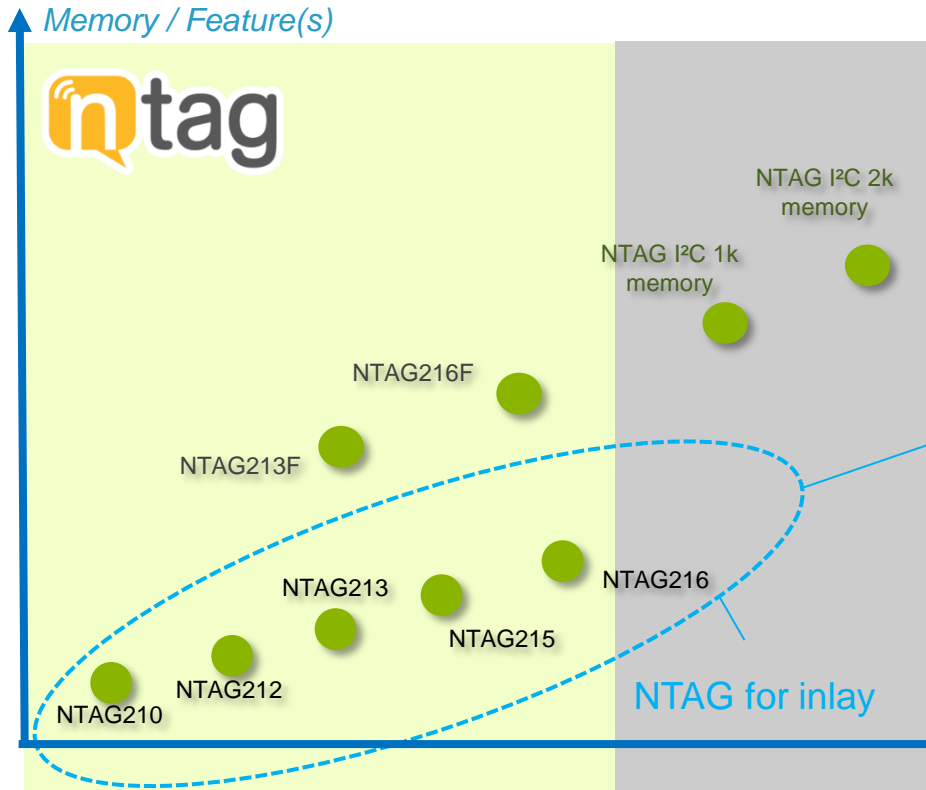 Memory / Feature(s)
ntag
NTAG I²C 2k
memory
NTAG I²C 1k
memory
NTAG216F
NTAG213F
NTAG213
NTAG216
NTAG215
NTAG212
NTAG210
NTAG for inlay